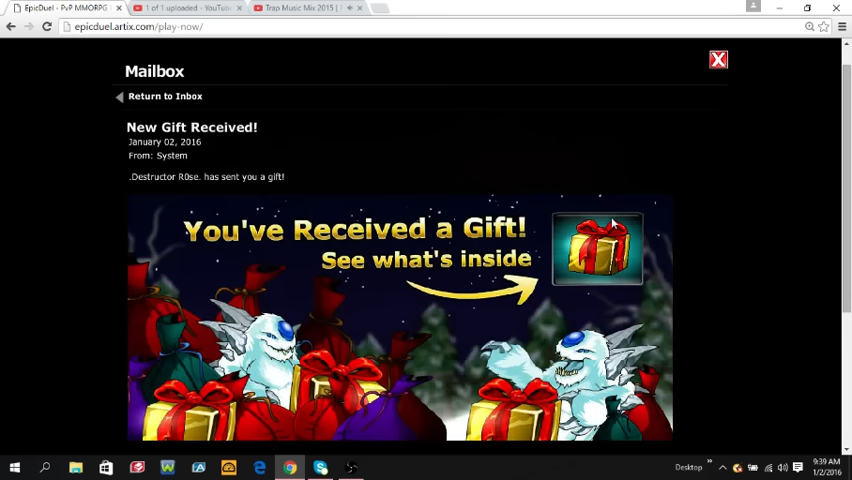 EpicDuel - PvP MMORPG
1 of 1 uploaded - YouTube
Trap Music Mix 2015 |
epicduel.artix.com/play-now/
Mailbox
Return to Inbox
New Gift Received!
January 02, 2016
From: System
.Destructor R0se. has sent you a gift!
You've Received a Gift!
See what's inside
Desktop
9:39 AM
1/2/2016